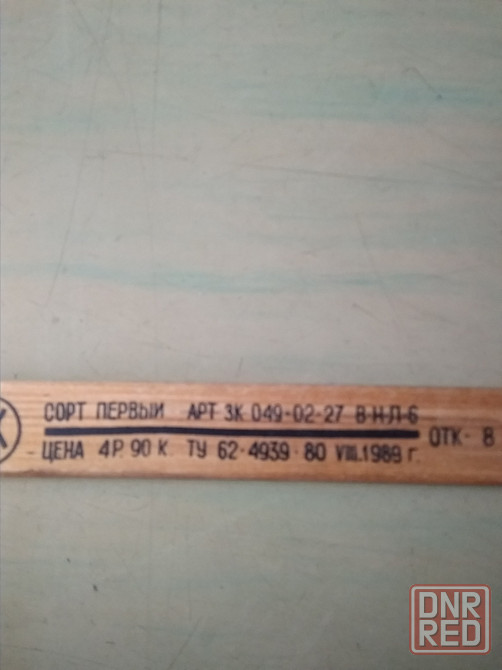 СОРТ ПЕРВЫЙ АРТ ЗК 049-02-27 В-Н-Л-6
ЦЕНА 4Р. 90 К. ТУ 62-4939-80 VIII.1989 г.
ОТК- 8
DNR
RED